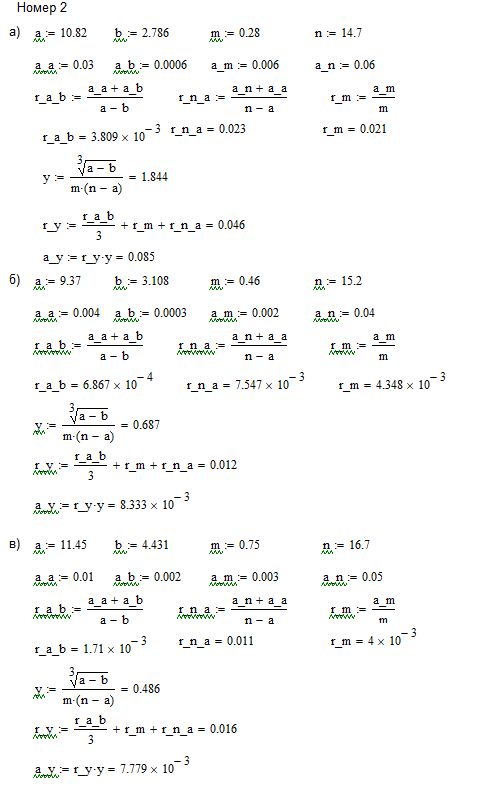 Номер 2
а) a := 10.82 b := 2.786 m := 0.28 n := 14.7
a_a := 0.03 a_b := 0.0006 a_m := 0.006 a_n := 0.06
r_a_b := (a_a + a_b)/(a − b) r_n_a := (a_n + a_a)/(n − a) r_m := a_m/m
r_a_b = 3.809 × 10^−3 r_n_a = 0.023 r_m = 0.021
y := ∛(a − b)/(m·(n − a)) = 1.844
r_y := r_a_b/3 + r_m + r_n_a = 0.046
a_y := r_y·y = 0.085
б) a := 9.37 b := 3.108 m := 0.46 n := 15.2
a_a := 0.004 a_b := 0.0003 a_m := 0.002 a_n := 0.04
r_a_b := (a_a + a_b)/(a − b) r_n_a := (a_n + a_a)/(n − a) r_m := a_m/m
r_a_b = 6.867 × 10^−4 r_n_a = 7.547 × 10^−3 r_m = 4.348 × 10^−3
y := ∛(a − b)/(m·(n − a)) = 0.687
r_y := r_a_b/3 + r_m + r_n_a = 0.012
a_y := r_y·y = 8.333 × 10^−3
в) a := 11.45 b := 4.431 m := 0.75 n := 16.7
a_a := 0.01 a_b := 0.002 a_m := 0.003 a_n := 0.05
r_a_b := (a_a + a_b)/(a − b) r_n_a := (a_n + a_a)/(n − a) r_m := a_m/m
r_a_b = 1.71 × 10^−3 r_n_a = 0.011 r_m = 4 × 10^−3
y := ∛(a − b)/(m·(n − a)) = 0.486
r_y := r_a_b/3 + r_m + r_n_a = 0.016
a_y := r_y·y = 7.779 × 10^−3